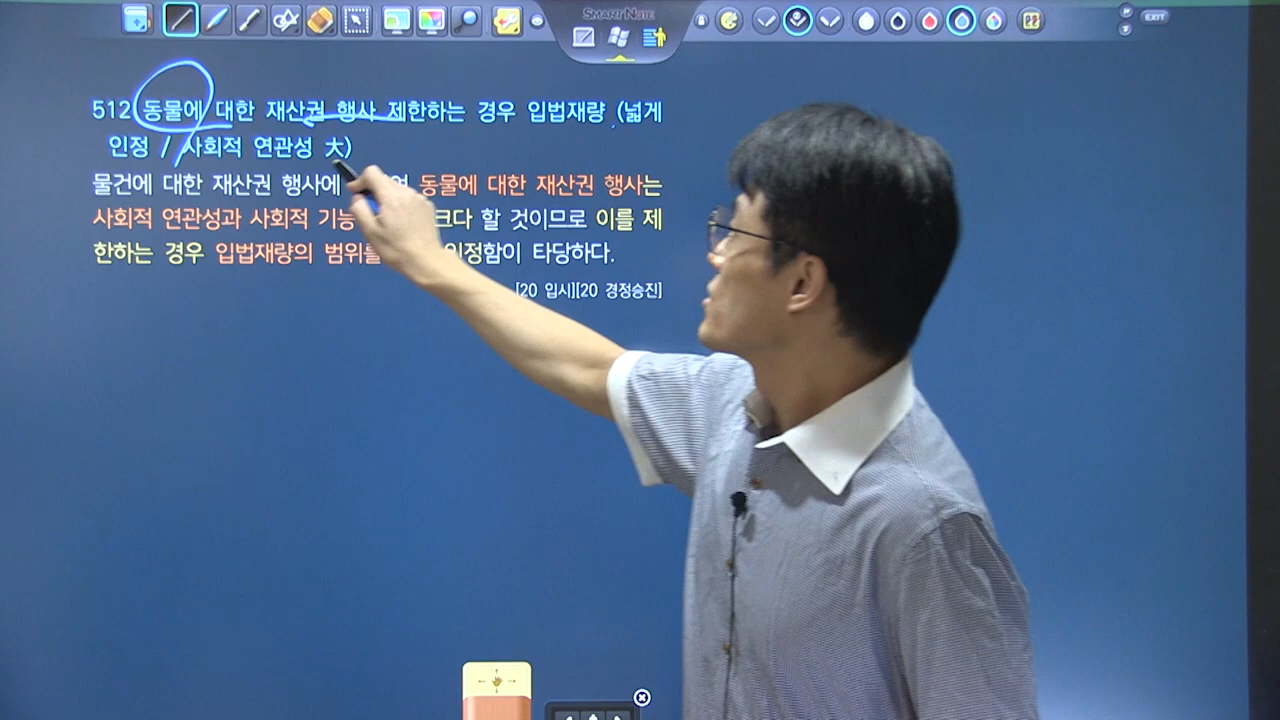 SMARTNOTE
EXIT
512 동물에 대한 재산권 행사 제한하는 경우 입법재량 (넓게
인정 / 사회적 연관성 大)
물건에 대한 재산권 행사에 동물에 대한 재산권 행사는
사회적 연관성과 사회적 기능 크다 할 것이므로 이를 제
한하는 경우 입법재량의 범위를 인정함이 타당하다.
[20 입시][20 경정승진]